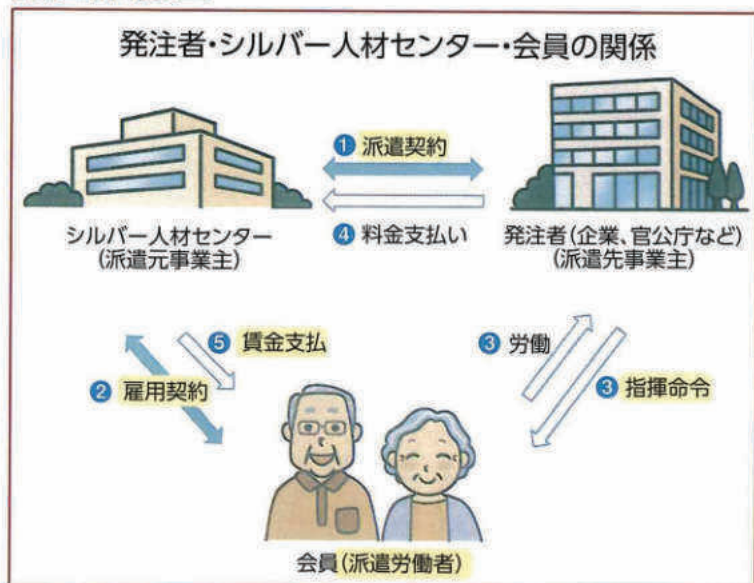 発注者・シルバー人材センター・会員の関係
❶ 派遣契約
❹ 料金支払い
シルバー人材センター
(派遣元事業主)
発注者(企業、官公庁など)
(派遣先事業主)
❺ 賃金支払
❷ 雇用契約
❸ 労働
❸ 指揮命令
会員(派遣労働者)